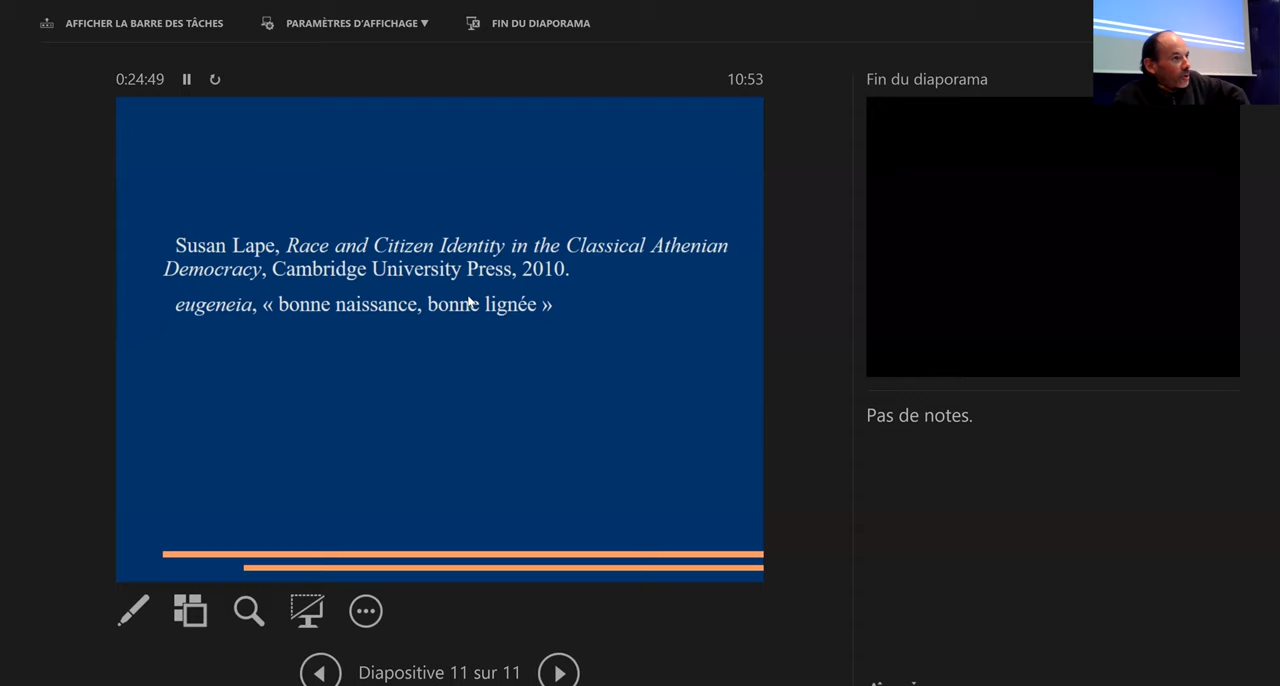 AFFICHER LA BARRE DES TÂCHES PARAMÈTRES D'AFFICHAGE ▼ FIN DU DIAPORAMA
0:24:49 10:53
Fin du diaporama
Susan Lape, Race and Citizen Identity in the Classical Athenian
Democracy, Cambridge University Press, 2010.
eugeneia, « bonne naissance, bonne lignée »
Pas de notes.
Diapositive 11 sur 11